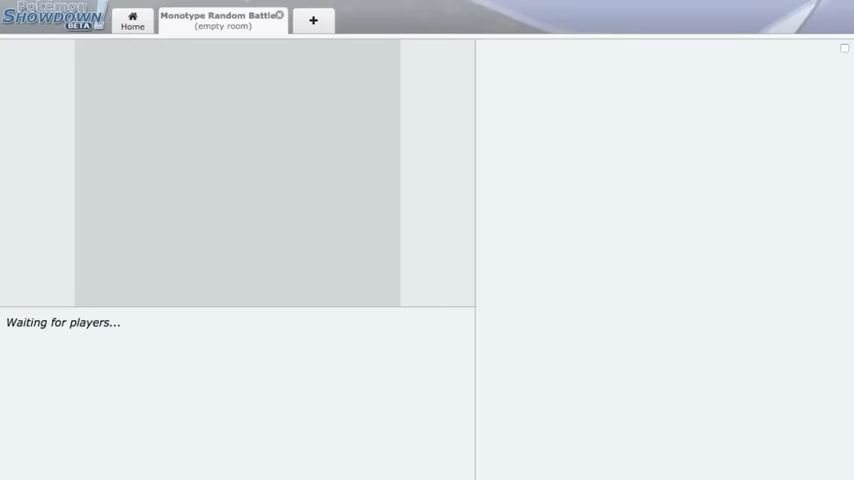 Pokémon
SHOWDOWN
BETA
Home
Monotype Random Battle
(empty room)
Waiting for players...